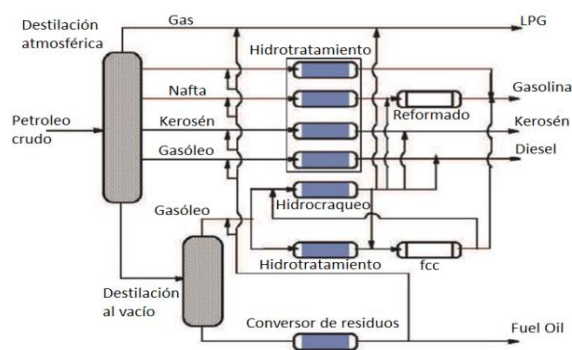 Gas
LPG
Destilación
atmosférica
Hidrotratamiento
Nafta
Gasolina
Reformado
Petroleo
crudo
Kerosén
Kerosén
Gasóleo
Diesel
Hidrocraqueo
Gasóleo
Hidrotratamiento
fcc
Destilación
al vacío
Conversor de residuos
Fuel Oil